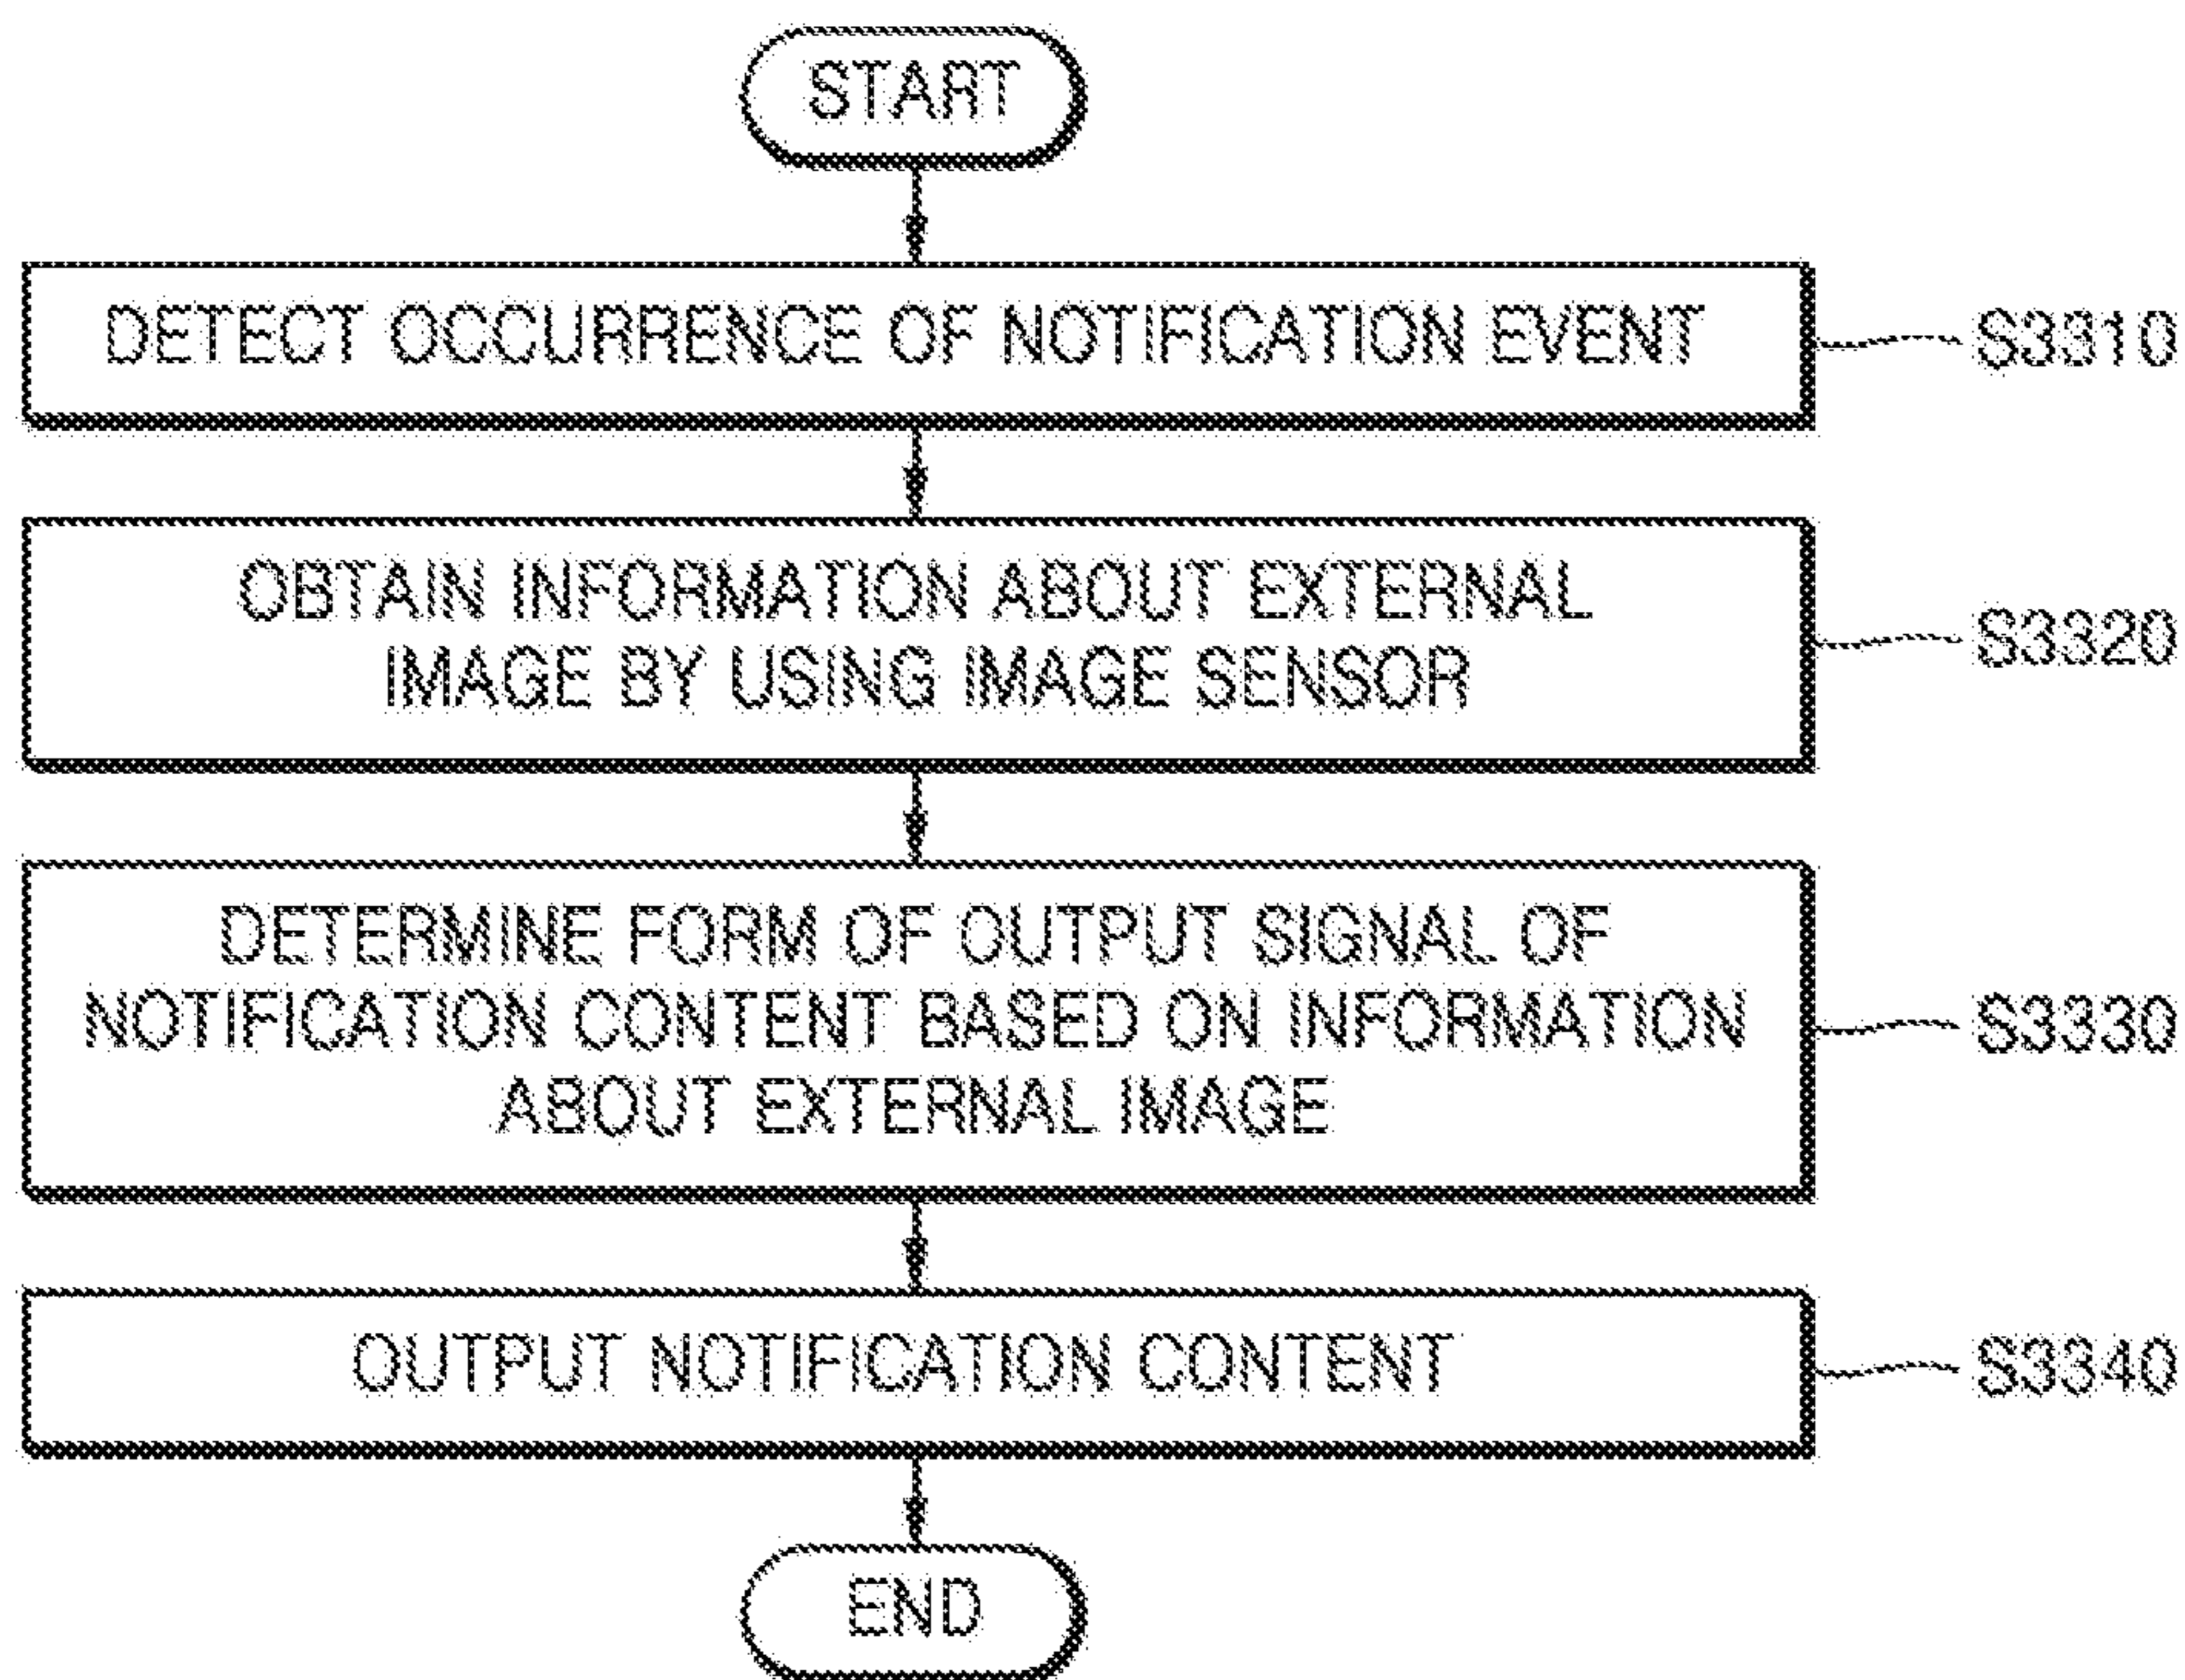 START
DETECT OCCURRENCE OF NOTIFICATION EVENT
S3310
OBTAIN INFORMATION ABOUT EXTERNAL
IMAGE BY USING IMAGE SENSOR
S3320
DETERMINE FORM OF OUTPUT SIGNAL OF
NOTIFICATION CONTENT BASED ON INFORMATION
ABOUT EXTERNAL IMAGE
S3330
OUTPUT NOTIFICATION CONTENT
S3340
END